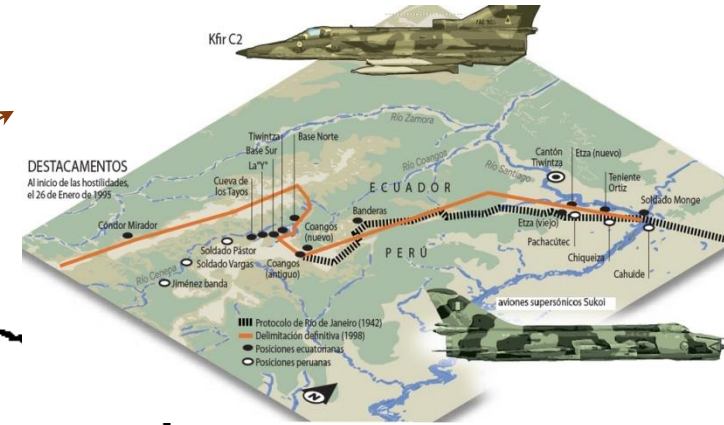 Kfir C2
FAE 905
Río Zamora
Tiwintza
Base Norte
Base Sur
La"Y"
Río Coangos
Río Santiago
Cantón
Tiwintza
Etza (nuevo)
DESTACAMENTOS
Al inicio de las hostilidades,
el 26 de Enero de 1995
Cueva de
los Tayos
ECUADOR
Teniente
Ortiz
Soldado Monge
Cóndor Mirador
Banderas
Coangos
(nuevo)
Etza (viejo)
Soldado Pástor
PERÚ
Pachacútec
Soldado Vargas
Coangos
(antiguo)
Chiqueiza
Río Cenepa
Jiménez banda
Cahuide
aviones supersónicos Sukoi
Protocolo de Río de Janeiro (1942)
Delimitación definitiva (1998)
Posiciones ecuatorianas
Posiciones peruanas
N